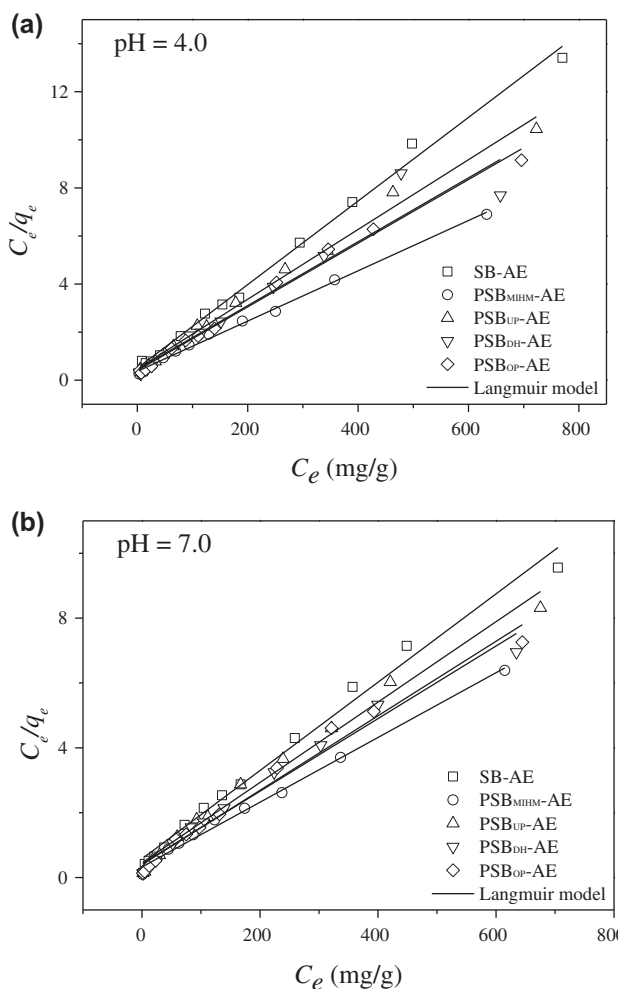 (a)
pH = 4.0
12
8
4
0
C_e/q_e
SB-AE
PSB_MIHM-AE
PSB_UP-AE
PSB_DH-AE
PSB_OP-AE
Langmuir model
0 200 400 600 800
C_e (mg/g)
(b)
pH = 7.0
8
4
0
C_e/q_e
SB-AE
PSB_MIHM-AE
PSB_UP-AE
PSB_DH-AE
PSB_OP-AE
Langmuir model
0 200 400 600 800
C_e (mg/g)